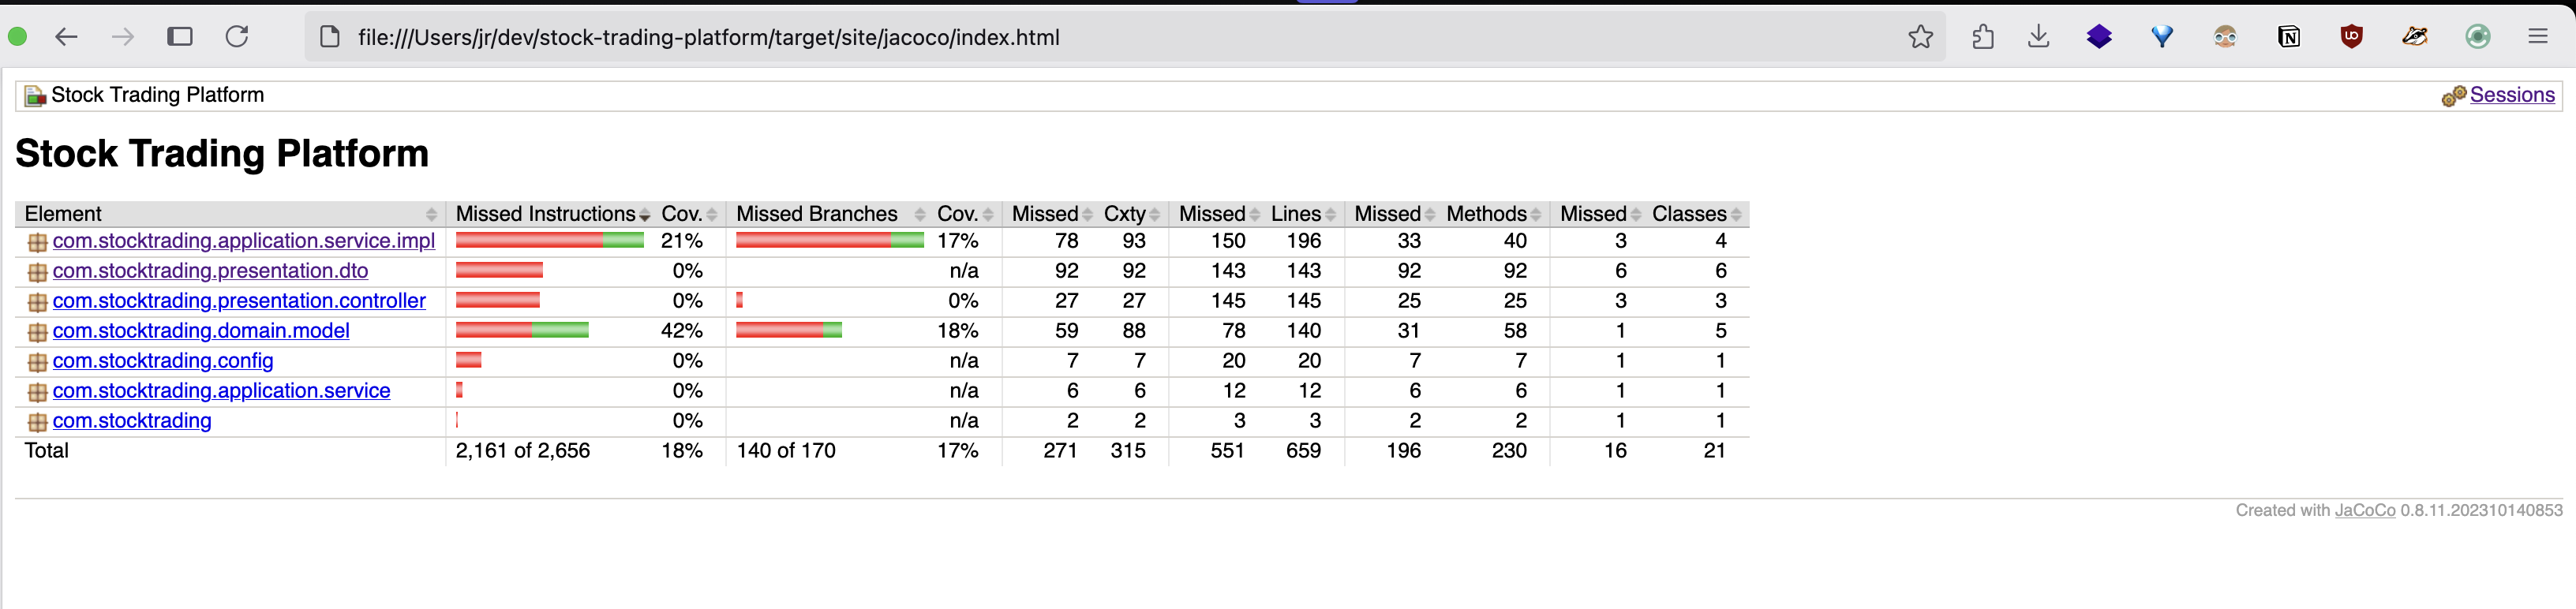 file:///Users/jr/dev/stock-trading-platform/target/site/jacoco/index.html
Stock Trading Platform Sessions
Stock Trading Platform
Element Missed Instructions Cov. Missed Branches Cov. Missed Cxty Missed Lines Missed Methods Missed Classes
com.stocktrading.application.service.impl 21% 17% 78 93 150 196 33 40 3 4
com.stocktrading.presentation.dto 0% n/a 92 92 143 143 92 92 6 6
com.stocktrading.presentation.controller 0% 0% 27 27 145 145 25 25 3 3
com.stocktrading.domain.model 42% 18% 59 88 78 140 31 58 1 5
com.stocktrading.config 0% n/a 7 7 20 20 7 7 1 1
com.stocktrading.application.service 0% n/a 6 6 12 12 6 6 1 1
com.stocktrading 0% n/a 2 2 3 3 2 2 1 1
Total 2,161 of 2,656 18% 140 of 170 17% 271 315 551 659 196 230 16 21
Created with JaCoCo 0.8.11.202310140853